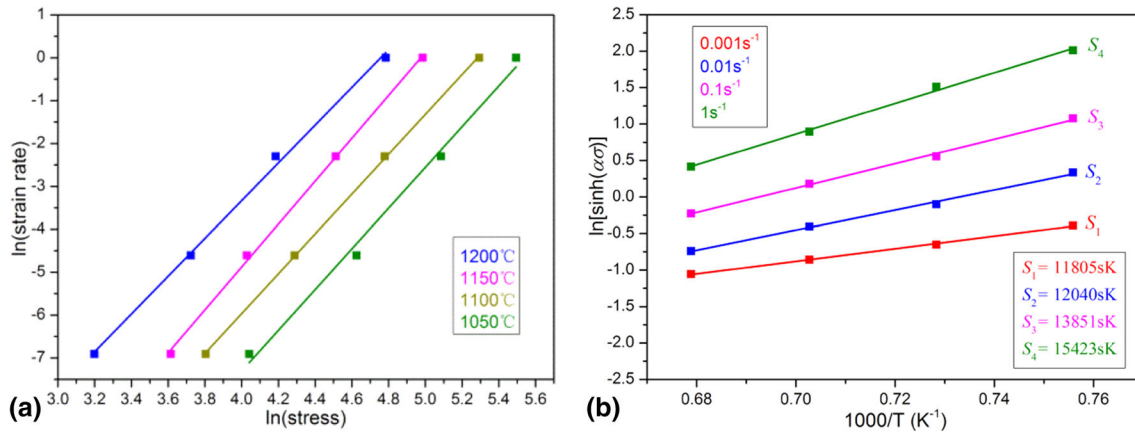 0
-1
-2
-3
-4
-5
-6
-7
ln(strain rate)
1200℃
1150℃
1100℃
1050℃
3.0 3.2 3.4 3.6 3.8 4.0 4.2 4.4 4.6 4.8 5.0 5.2 5.4 5.6
ln(stress)
(a)
2.5
2.0
1.5
1.0
0.5
0.0
-0.5
-1.0
-1.5
-2.0
-2.5
ln[sinh(ασ)]
0.001s⁻¹
0.01s⁻¹
0.1s⁻¹
1s⁻¹
S₄
S₃
S₂
S₁
S₁= 11805sK
S₂= 12040sK
S₃= 13851sK
S₄= 15423sK
0.68 0.70 0.72 0.74 0.76
1000/T (K⁻¹)
(b)